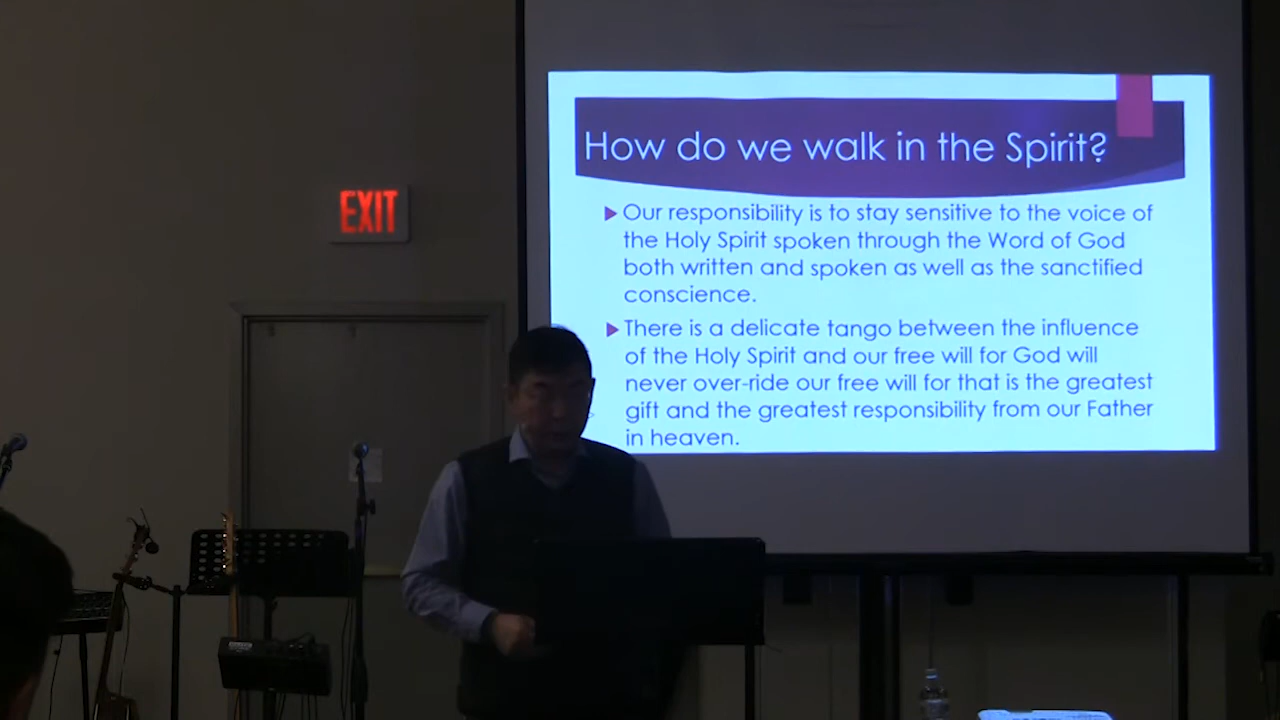 How do we walk in the Spirit?
Our responsibility is to stay sensitive to the voice of
the Holy Spirit spoken through the Word of God
both written and spoken as well as the sanctified
conscience.
There is a delicate tango between the influence
of the Holy Spirit and our free will for God will
never over-ride our free will for that is the greatest
gift and the greatest responsibility from our Father
in heaven.
EXIT